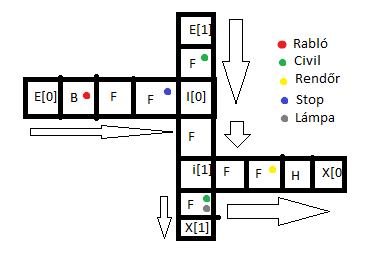 E[1]
F
E[0] B F F I[0]
F
i[1] F F H X[0
F
X[1]
Rabló
Civil
Rendőr
Stop
Lámpa